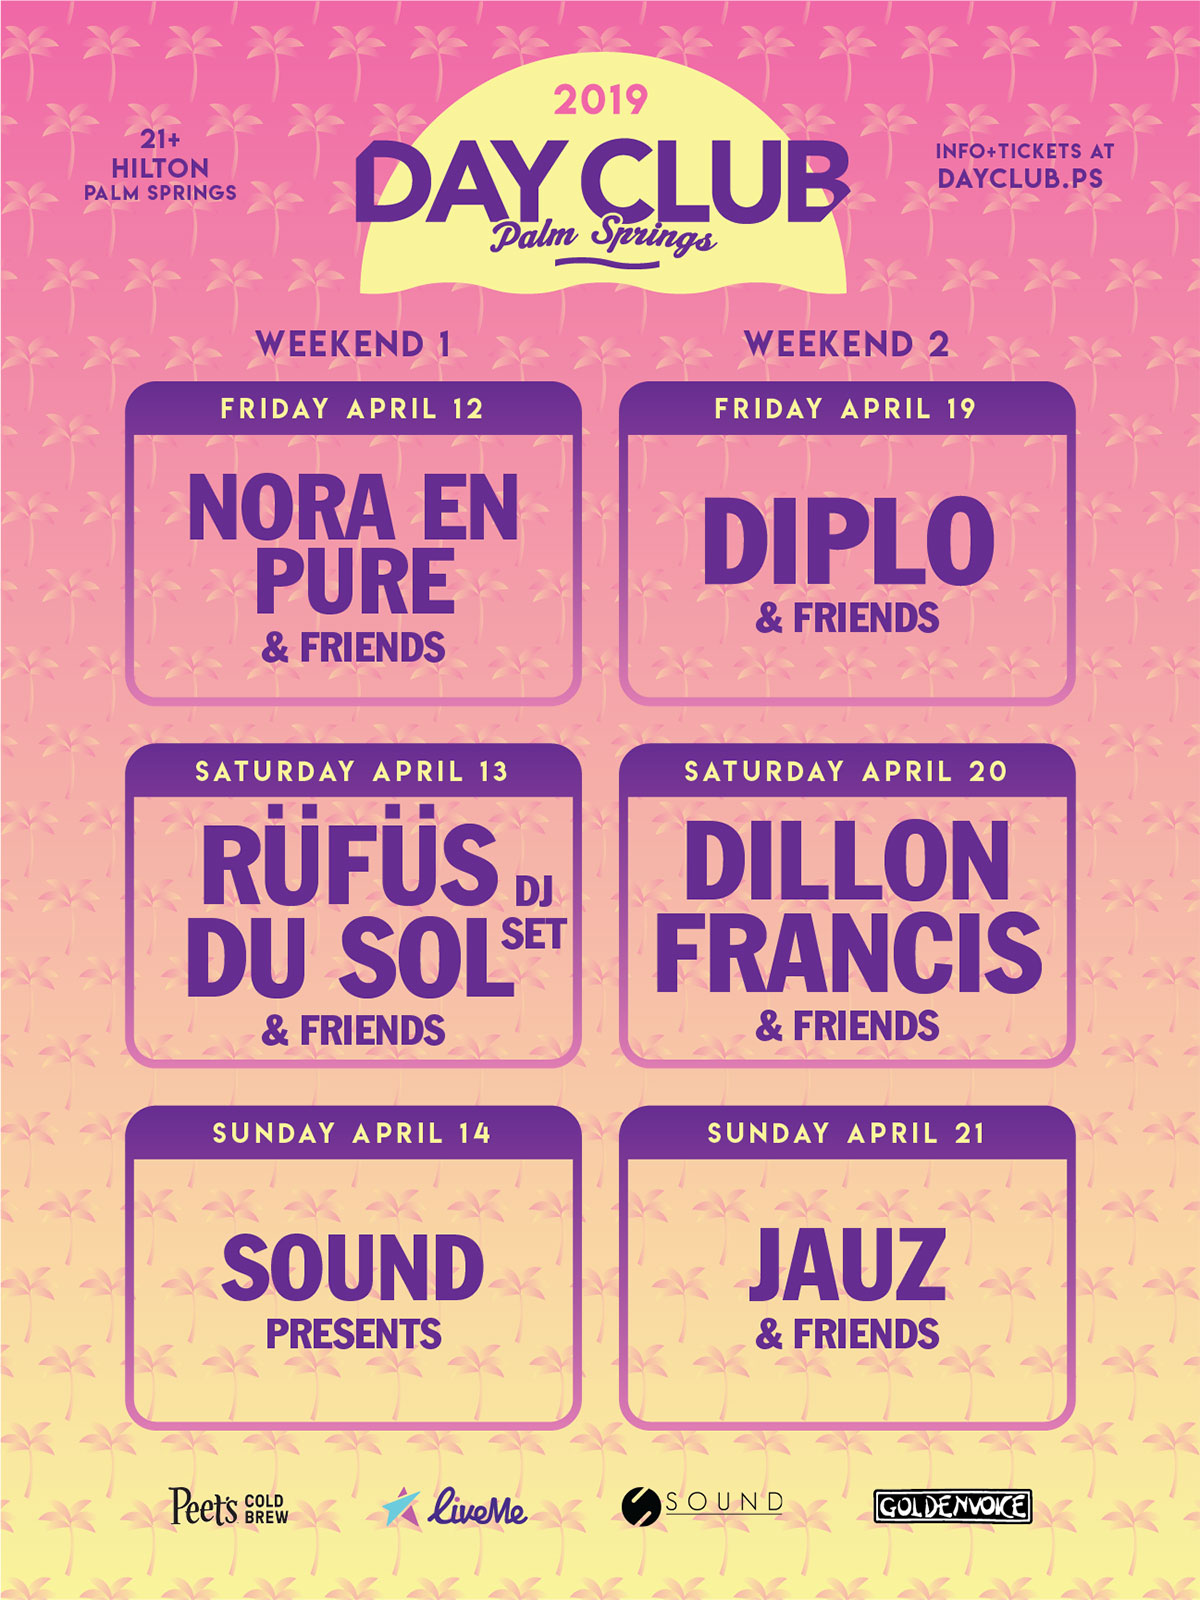 2019
DAY CLUB
Palm Springs
21+
HILTON
PALM SPRINGS
INFO+TICKETS AT
DAYCLUB.PS
WEEKEND 1
FRIDAY APRIL 12
NORA EN
PURE
& FRIENDS
SATURDAY APRIL 13
RÜFÜS
DU SOL
DJ
SET
& FRIENDS
SUNDAY APRIL 14
SOUND
PRESENTS
WEEKEND 2
FRIDAY APRIL 19
DIPLO
& FRIENDS
SATURDAY APRIL 20
DILLON
FRANCIS
& FRIENDS
SUNDAY APRIL 21
JAUZ
& FRIENDS
Peet's COLD
BREW
LiveMe
SOUND
GOLDENVOICE